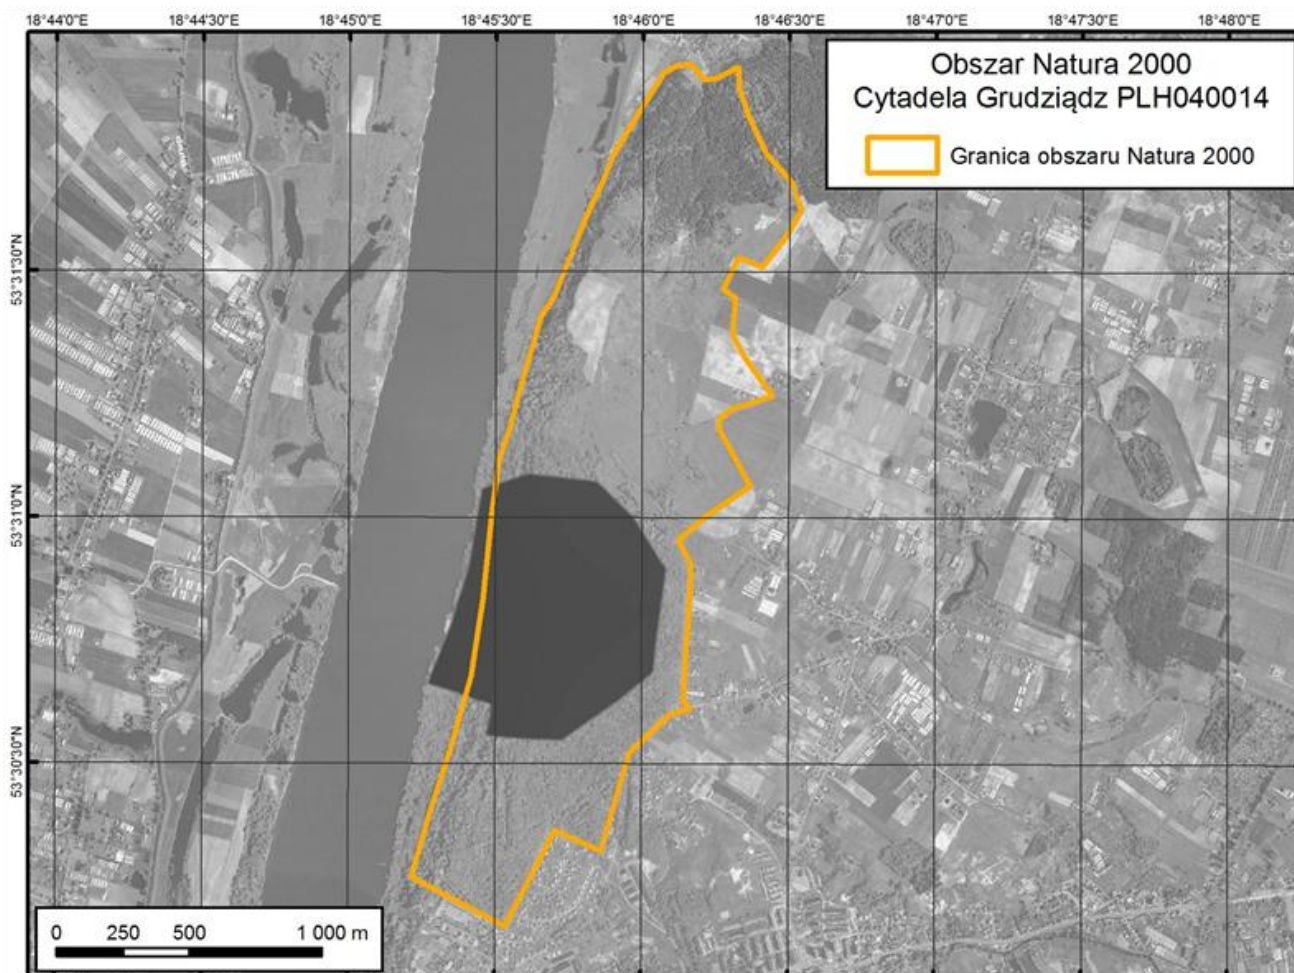 18°44'0"E 18°44'30"E 18°45'0"E 18°45'30"E 18°46'0"E 18°46'30"E 18°47'0"E 18°47'30"E 18°48'0"E
Obszar Natura 2000
Cytadela Grudziądz PLH040014
Granica obszaru Natura 2000
53°31'30"N
53°31'0"N
53°30'30"N
0 250 500 1 000 m